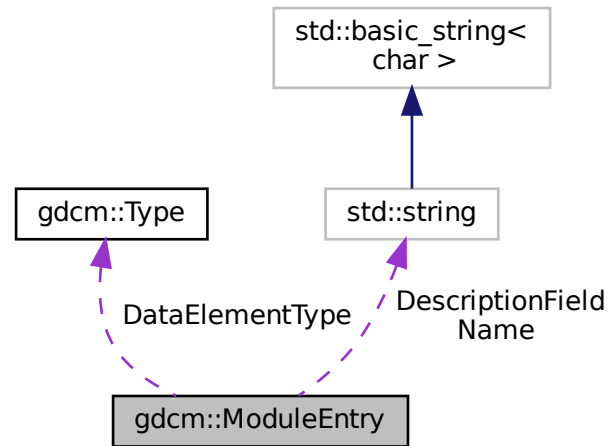 std::basic_string<
char >
gdcm::Type
std::string
DataElementType
DescriptionField
Name
gdcm::ModuleEntry